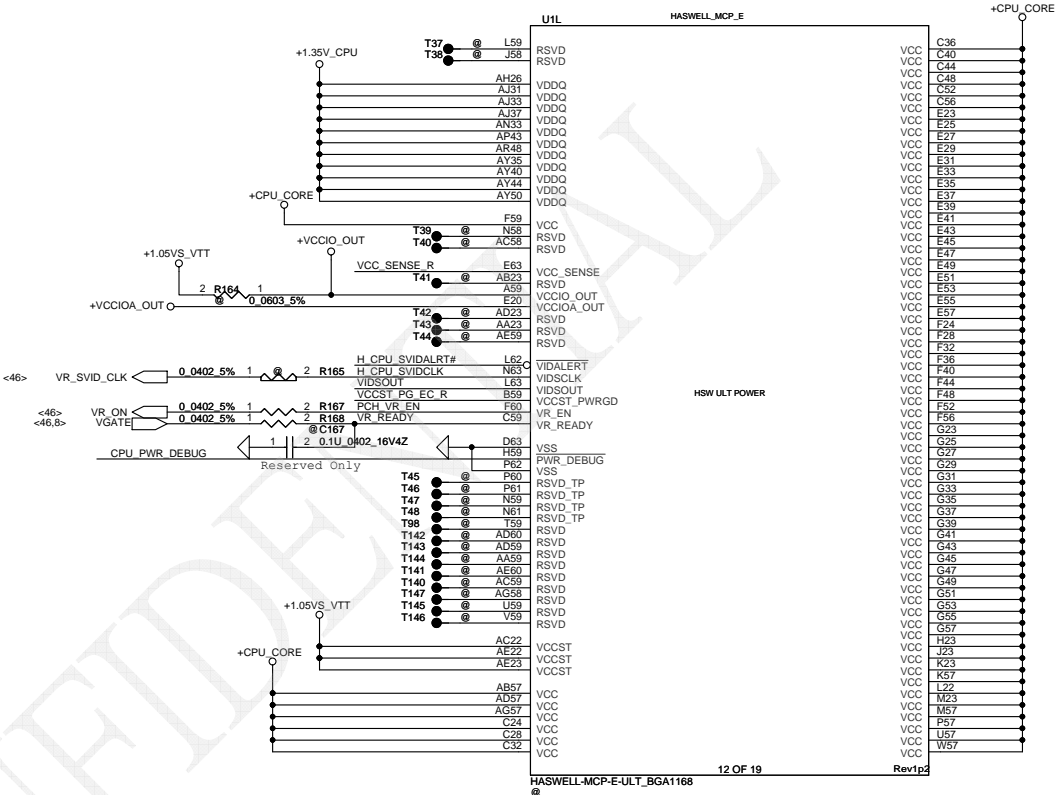 U1L
HASWELL_MCP_E
+CPU_CORE
+1.35V_CPU
T37 @ L59 RSVD
T38 @ J58 RSVD
AH26 VDDQ
AJ31 VDDQ
AJ33 VDDQ
AJ37 VDDQ
AN33 VDDQ
AP43 VDDQ
AR48 VDDQ
AY35 VDDQ
AY40 VDDQ
AY44 VDDQ
AY50 VDDQ
+CPU_CORE
F59 VCC
T39 @ N58 RSVD
T40 @ AC58 RSVD
+VCCIO_OUT
+1.05VS_VTT
VCC_SENSE_R E63 VCC_SENSE
T41 @ AB23 RSVD
2 R164 1 A59 VCCIO_OUT
@ 0_0603_5%
+VCCIOA_OUT E20 VCCIOA_OUT
T42 @ AD23 RSVD
T43 @ AA23 RSVD
T44 @ AE59 RSVD
H_CPU_SVIDALRT# L62 VIDALERT
<46> VR_SVID_CLK 0_0402_5% 1 @ 2 R165 H_CPU_SVIDCLK N63 VIDSCLK
VIDSOUT L63 VIDSOUT
VCCST_PG_EC_R B59 VCCST_PWRGD
<46> VR_ON 0_0402_5% 1 2 R167 PCH_VR_EN F60 VR_EN
<46,8> VGATE 0_0402_5% 1 2 R168 VR_READY C59 VR_READY
@ C167
1 2 0.1U_0402_16V4Z
D63 VSS
CPU_PWR_DEBUG H59 PWR_DEBUG
Reserved Only
P62 VSS
T45 @ P60 RSVD_TP
T46 @ P61 RSVD_TP
T47 @ N59 RSVD_TP
T48 @ N61 RSVD_TP
T98 @ T59 RSVD
T142 @ AD60 RSVD
T143 @ AD59 RSVD
T144 @ AA59 RSVD
T141 @ AE60 RSVD
T140 @ AC59 RSVD
T147 @ AG58 RSVD
T145 @ U59 RSVD
T146 @ V59 RSVD
+1.05VS_VTT
AC22 VCCST
AE22 VCCST
AE23 VCCST
+CPU_CORE
AB57 VCC
AD57 VCC
AG57 VCC
C24 VCC
C28 VCC
C32 VCC
HSW ULT POWER
VCC C36
VCC C40
VCC C44
VCC C48
VCC C52
VCC C56
VCC E23
VCC E25
VCC E27
VCC E29
VCC E31
VCC E33
VCC E35
VCC E37
VCC E39
VCC E41
VCC E43
VCC E45
VCC E47
VCC E49
VCC E51
VCC E53
VCC E55
VCC E57
VCC F24
VCC F28
VCC F32
VCC F36
VCC F40
VCC F44
VCC F48
VCC F52
VCC F56
VCC G23
VCC G25
VCC G27
VCC G29
VCC G31
VCC G33
VCC G35
VCC G37
VCC G39
VCC G41
VCC G43
VCC G45
VCC G47
VCC G49
VCC G51
VCC G53
VCC G55
VCC G57
VCC H23
VCC J23
VCC K23
VCC K57
VCC L22
VCC M23
VCC M57
VCC P57
VCC U57
VCC W57
12 OF 19
Rev1p2
HASWELL-MCP-E-ULT_BGA1168
@
FIDENTIAL